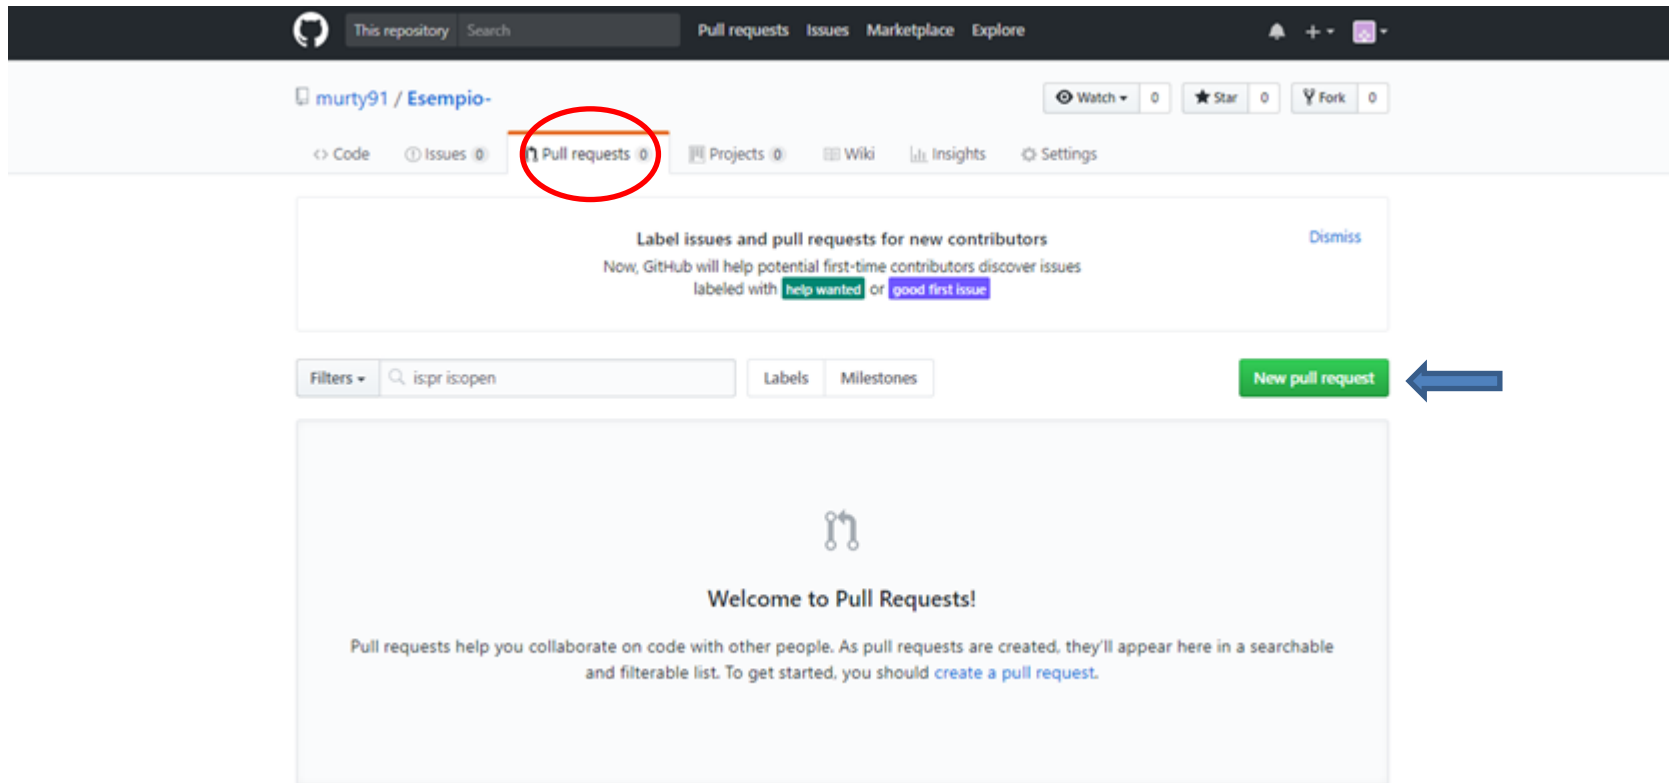 This repository Search Pull requests Issues Marketplace Explore
murty91 / Esempio- Watch 0 Star 0 Fork 0
Code Issues 0 Pull requests 0 Projects 0 Wiki Insights Settings
Label issues and pull requests for new contributors Dismiss
Now, GitHub will help potential first-time contributors discover issues
labeled with help wanted or good first issue
Filters is:pr is:open Labels Milestones New pull request
Welcome to Pull Requests!
Pull requests help you collaborate on code with other people. As pull requests are created, they'll appear here in a searchable
and filterable list. To get started, you should create a pull request.